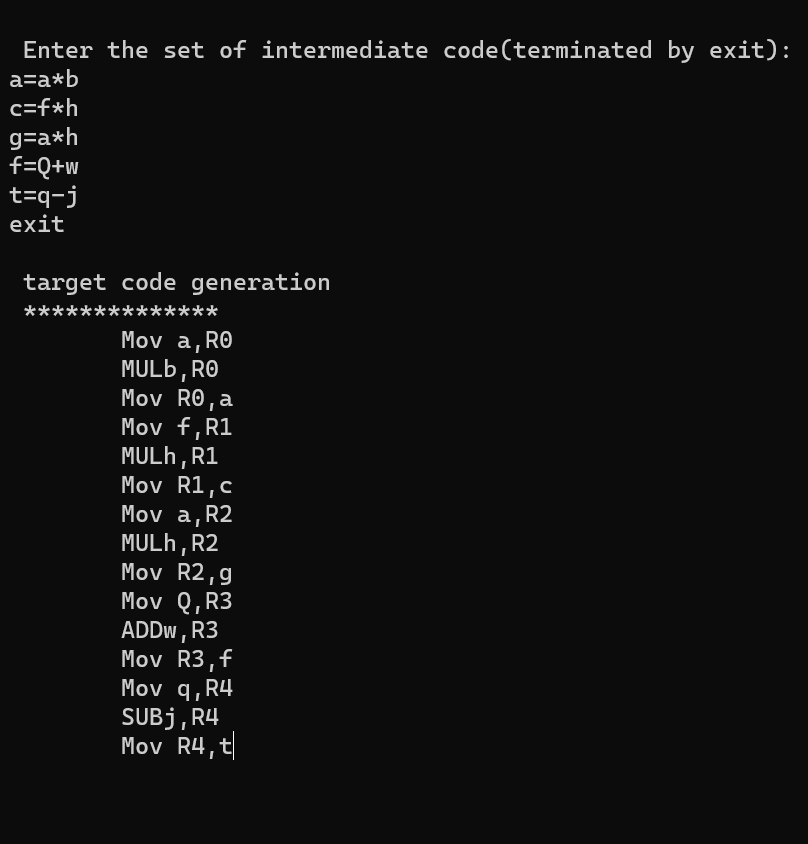 Enter the set of intermediate code(terminated by exit):
a=a*b
c=f*h
g=a*h
f=Q+w
t=q-j
exit
target code generation
**************
Mov a,R0
MULb,R0
Mov R0,a
Mov f,R1
MULh,R1
Mov R1,c
Mov a,R2
MULh,R2
Mov R2,g
Mov Q,R3
ADDw,R3
Mov R3,f
Mov q,R4
SUBj,R4
Mov R4,t